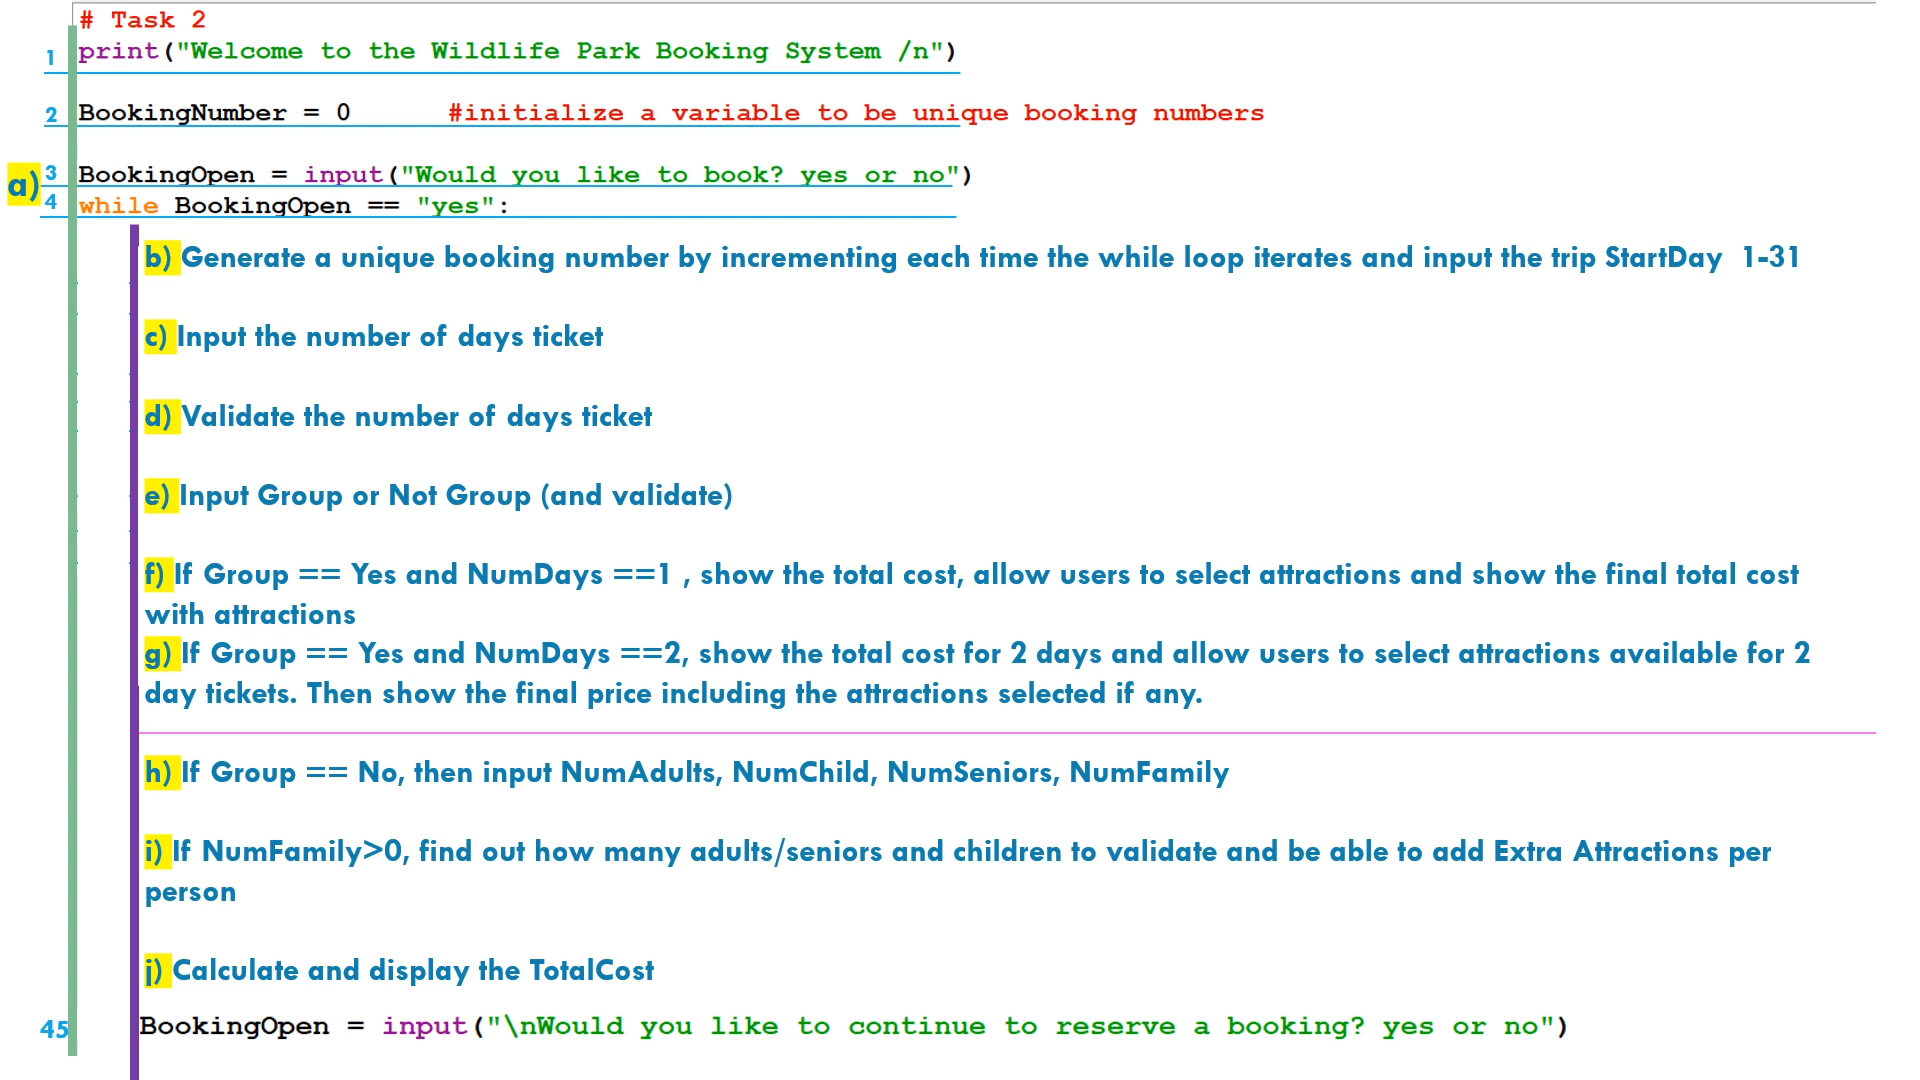 # Task 2
1 print("Welcome to the Wildlife Park Booking System /n")
2 BookingNumber = 0 #initialize a variable to be unique booking numbers
a) 3 BookingOpen = input("Would you like to book? yes or no")
4 while BookingOpen == "yes":
b) Generate a unique booking number by incrementing each time the while loop iterates and input the trip StartDay 1-31
c) Input the number of days ticket
d) Validate the number of days ticket
e) Input Group or Not Group (and validate)
f) If Group == Yes and NumDays ==1 , show the total cost, allow users to select attractions and show the final total cost
with attractions
g) If Group == Yes and NumDays ==2, show the total cost for 2 days and allow users to select attractions available for 2
day tickets. Then show the final price including the attractions selected if any.
h) If Group == No, then input NumAdults, NumChild, NumSeniors, NumFamily
i) If NumFamily>0, find out how many adults/seniors and children to validate and be able to add Extra Attractions per
person
j) Calculate and display the TotalCost
45 BookingOpen = input("\nWould you like to continue to reserve a booking? yes or no")